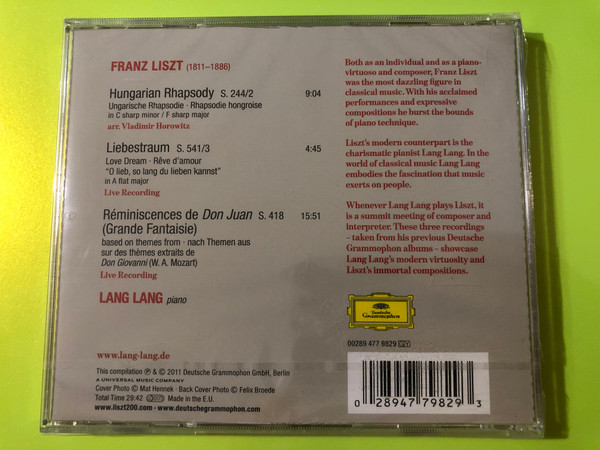 FRANZ LISZT (1811–1886)
Hungarian Rhapsody S. 244/2 9:04
Ungarische Rhapsodie · Rhapsodie hongroise
in C sharp minor / F sharp major
arr. Vladimir Horowitz
Liebestraum S. 541/3 4:45
Love Dream · Rêve d'amour
"O lieb, so lang du lieben kannst"
in A flat major
Live Recording
Réminiscences de Don Juan S. 418 15:51
(Grande Fantaisie)
based on themes from · nach Themen aus
sur des thèmes extraits de
Don Giovanni (W. A. Mozart)
Live Recording
LANG LANG piano
Both as an individual and as a piano-
virtuoso and composer, Franz Liszt
was the most dazzling figure in
classical music. With his acclaimed
performances and expressive
compositions he burst the bounds
of piano technique.
Liszt's modern counterpart is the
charismatic pianist Lang Lang. In the
world of classical music Lang Lang
embodies the fascination that music
exerts on people.
Whenever Lang Lang plays Liszt, it
is a summit meeting of composer and
interpreter. These three recordings
– taken from his previous Deutsche
Grammophon albums – showcase
Lang Lang's modern virtuosity and
Liszt's immortal compositions.
Deutsche
Grammophon
00289 477 9829
0 28947 79829 3
www.lang-lang.de
This compilation ℗ & © 2011 Deutsche Grammophon GmbH, Berlin
A UNIVERSAL MUSIC COMPANY
Cover Photo © Mat Hennek · Back Cover Photo © Felix Broede
Total Time 29:42 Made in the E.U.
www.liszt200.com · www.deutschegrammophon.com